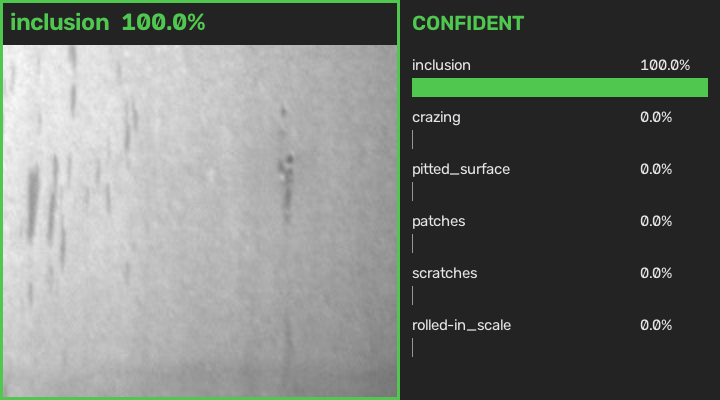 inclusion 100.0%
CONFIDENT
inclusion 100.0%
crazing 0.0%
pitted_surface 0.0%
patches 0.0%
scratches 0.0%
rolled-in_scale 0.0%